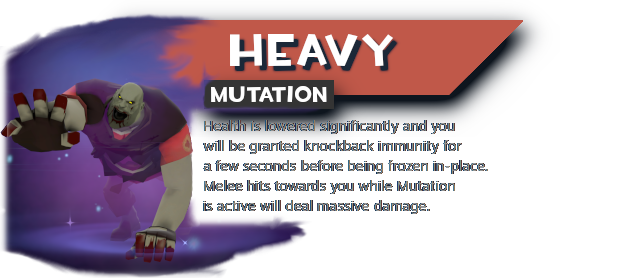 HEAVY
MUTATION
Health is lowered significantly and you
will be granted knockback immunity for
a few seconds before being frozen in-place.
Melee hits towards you while Mutation
is active will deal massive damage.